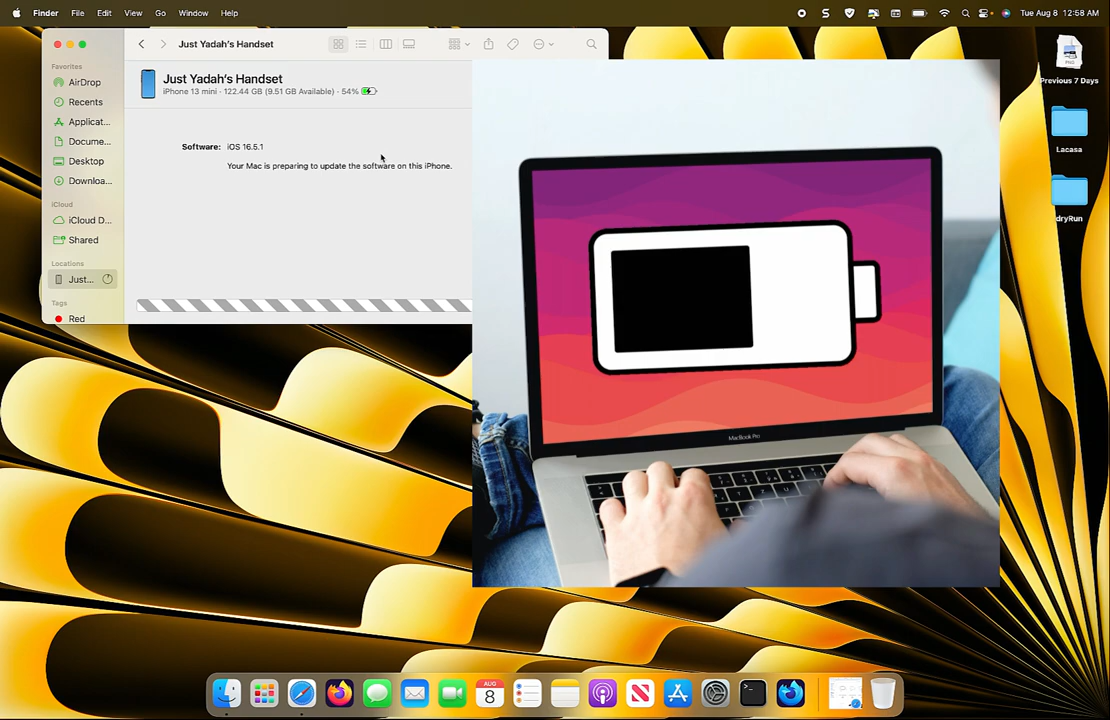 Finder File Edit View Go Window Help
Tue Aug 8 12:58 AM
Just Yadah's Handset
Favorites
AirDrop
Recents
Applicat...
Docume...
Desktop
Downloa...
iCloud
iCloud D...
Shared
Locations
Just...
Tags
Red
Just Yadah's Handset
iPhone 13 mini · 122.44 GB (9.51 GB Available) · 54%
Software: iOS 16.5.1
Your Mac is preparing to update the software on this iPhone.
MacBook Pro
PNG
Previous 7 Days
Lacasa
dryRun
AUG
8